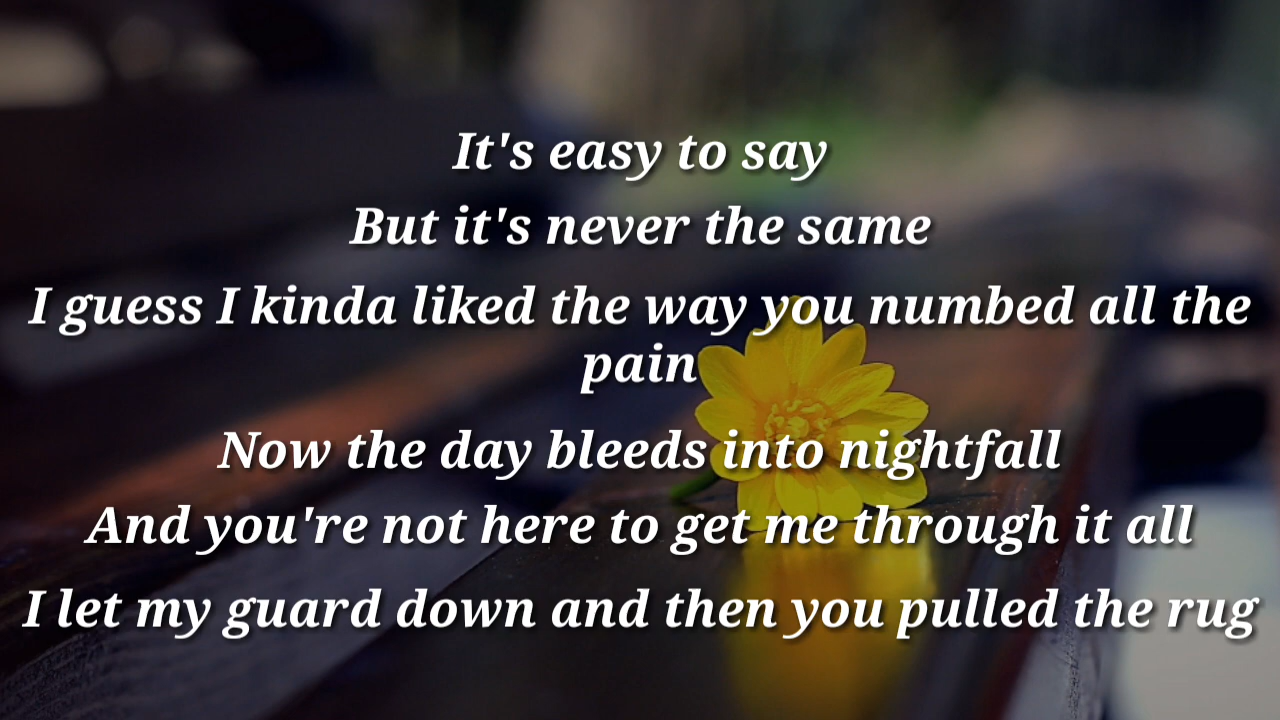 It's easy to say
But it's never the same
I guess I kinda liked the way you numbed all the
pain
Now the day bleeds into nightfall
And you're not here to get me through it all
I let my guard down and then you pulled the rug